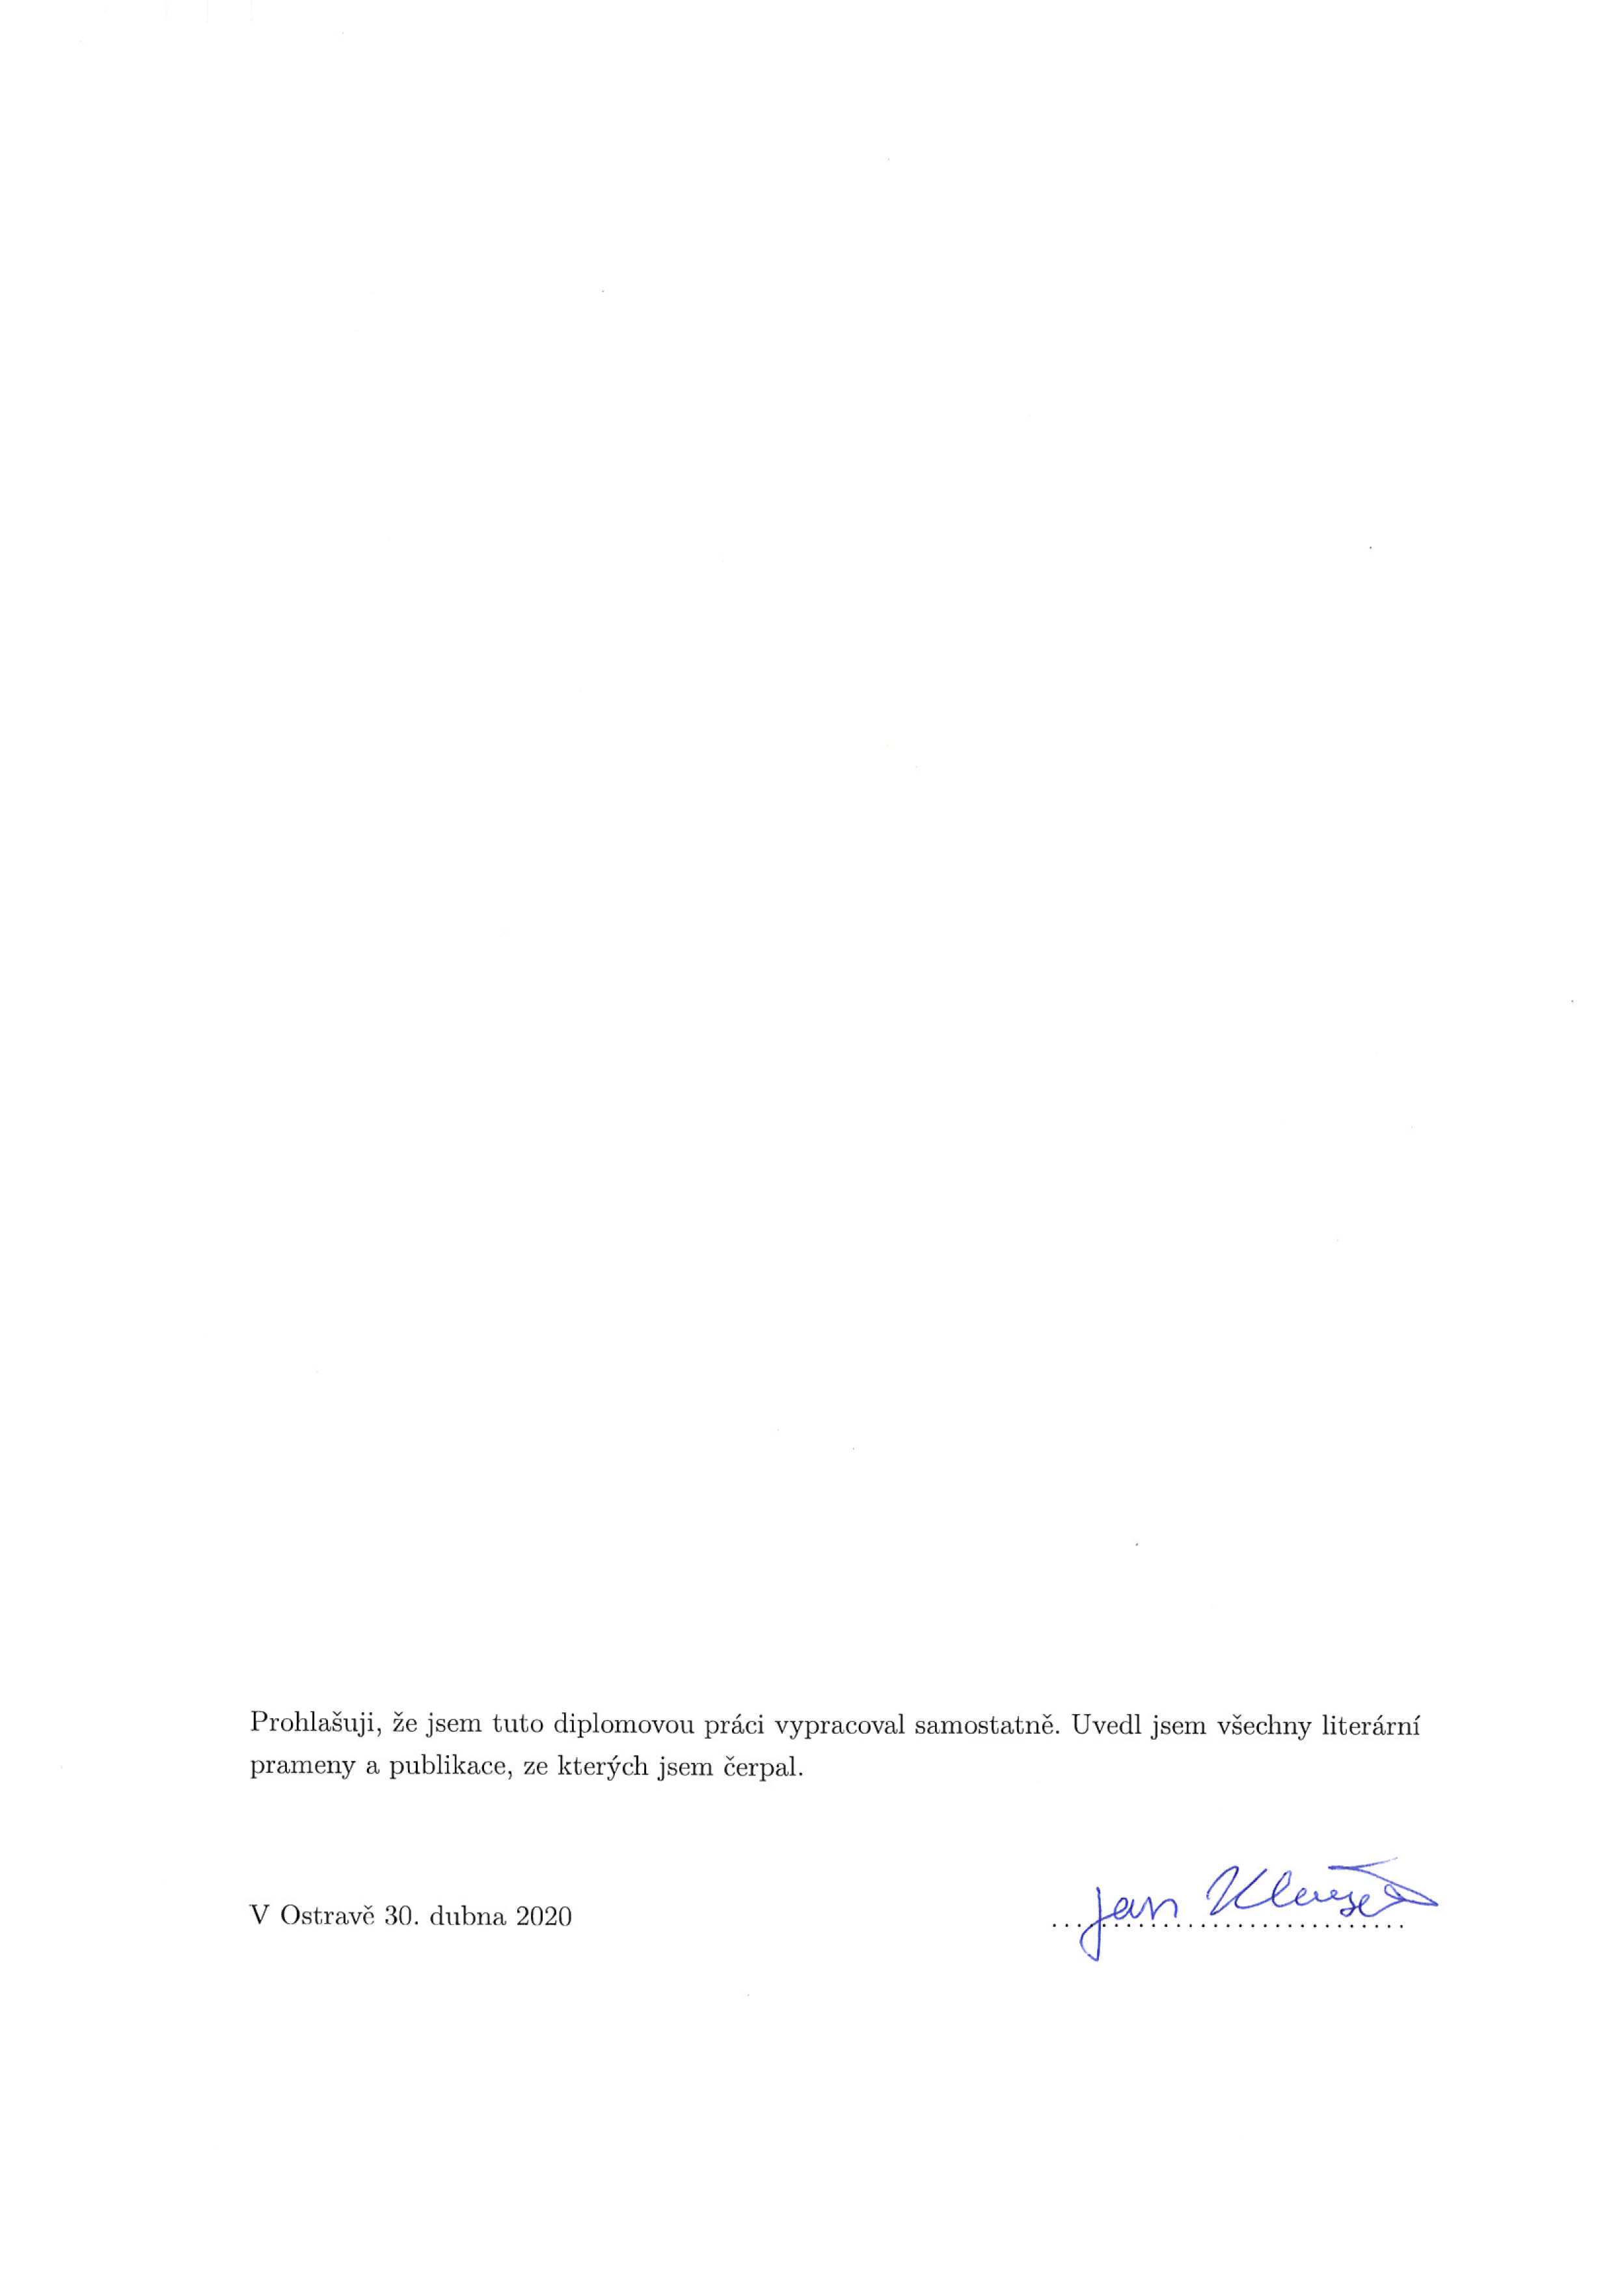 Prohlašuji, že jsem tuto diplomovou práci vypracoval samostatně. Uvedl jsem všechny literární
prameny a publikace, ze kterých jsem čerpal.
V Ostravě 30. dubna 2020
Jan